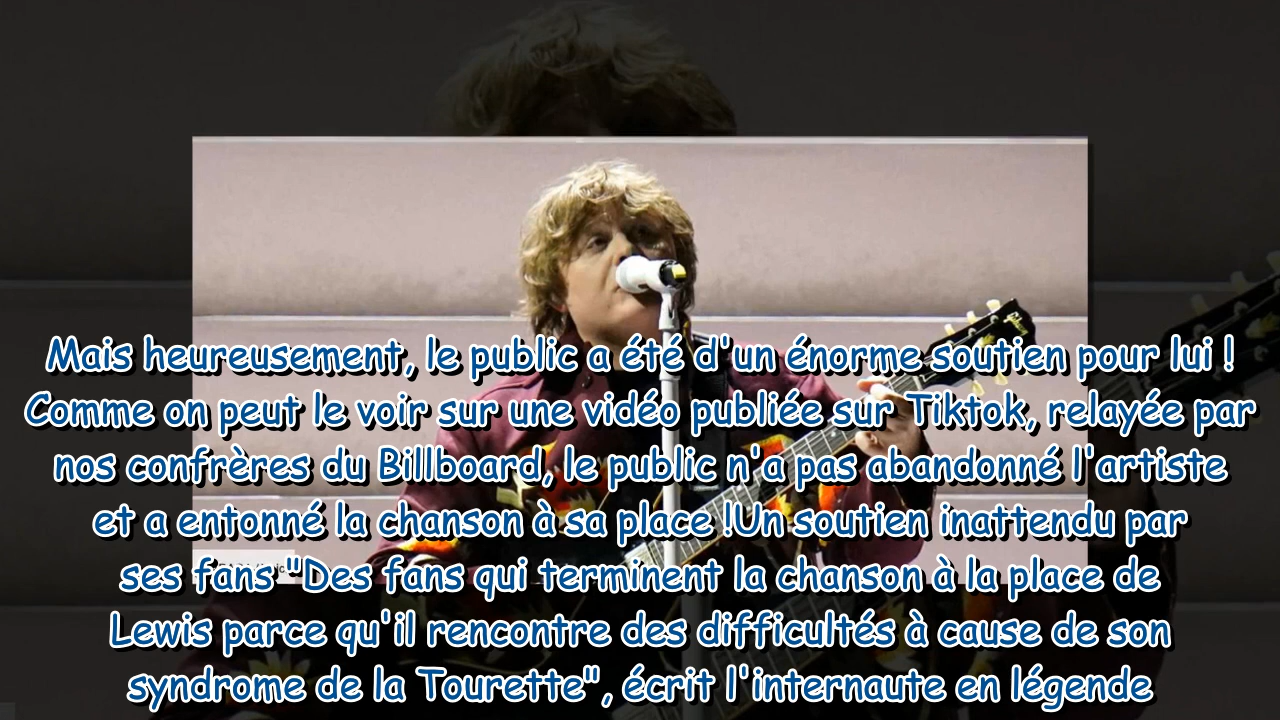 Mais heureusement, le public a été d'un énorme soutien pour lui !
Comme on peut le voir sur une vidéo publiée sur Tiktok, relayée par
nos confrères du Billboard, le public n'a pas abandonné l'artiste
et a entonné la chanson à sa place !Un soutien inattendu par
ses fans "Des fans qui terminent la chanson à la place de
Lewis parce qu'il rencontre des difficultés à cause de son
syndrome de la Tourette", écrit l'internaute en légende
Gibson